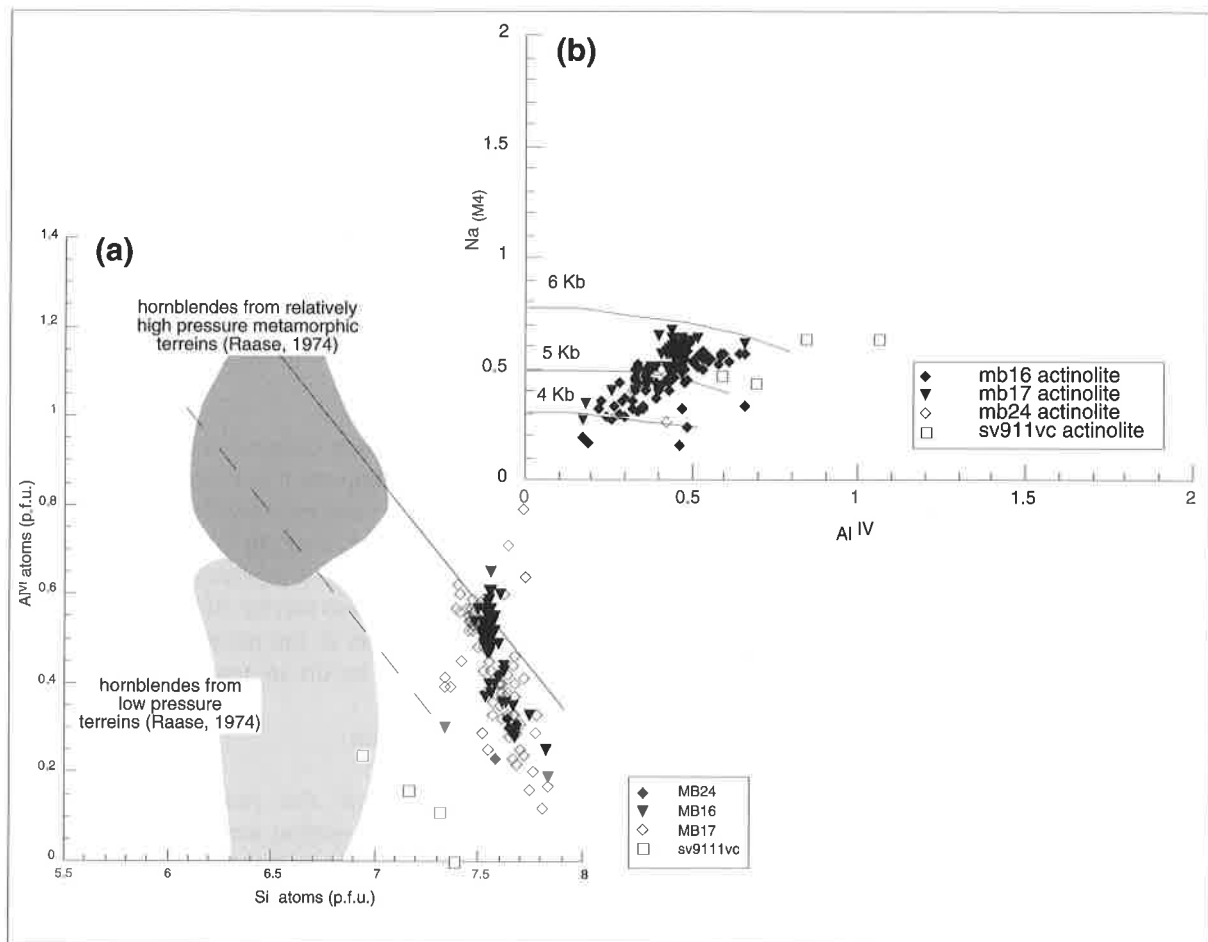 (b)
2
1.5
1
0.5
0
Na (M4)
6 Kb
5 Kb
4 Kb
0
0.5
1
1.5
2
Al IV
mb16 actinolite
mb17 actinolite
mb24 actinolite
sv911vc actinolite
(a)
1,4
1,2
1
0,8
0,6
0,4
0,2
0
Al VI atoms (p.f.u.)
hornblendes from relatively
high pressure metamorphic
terreins (Raase, 1974)
hornblendes from
low pressure
terreins (Raase, 1974)
5.5
6
6.5
7
7.5
8
Si atoms (p.f.u.)
MB24
MB16
MB17
sv9111vc